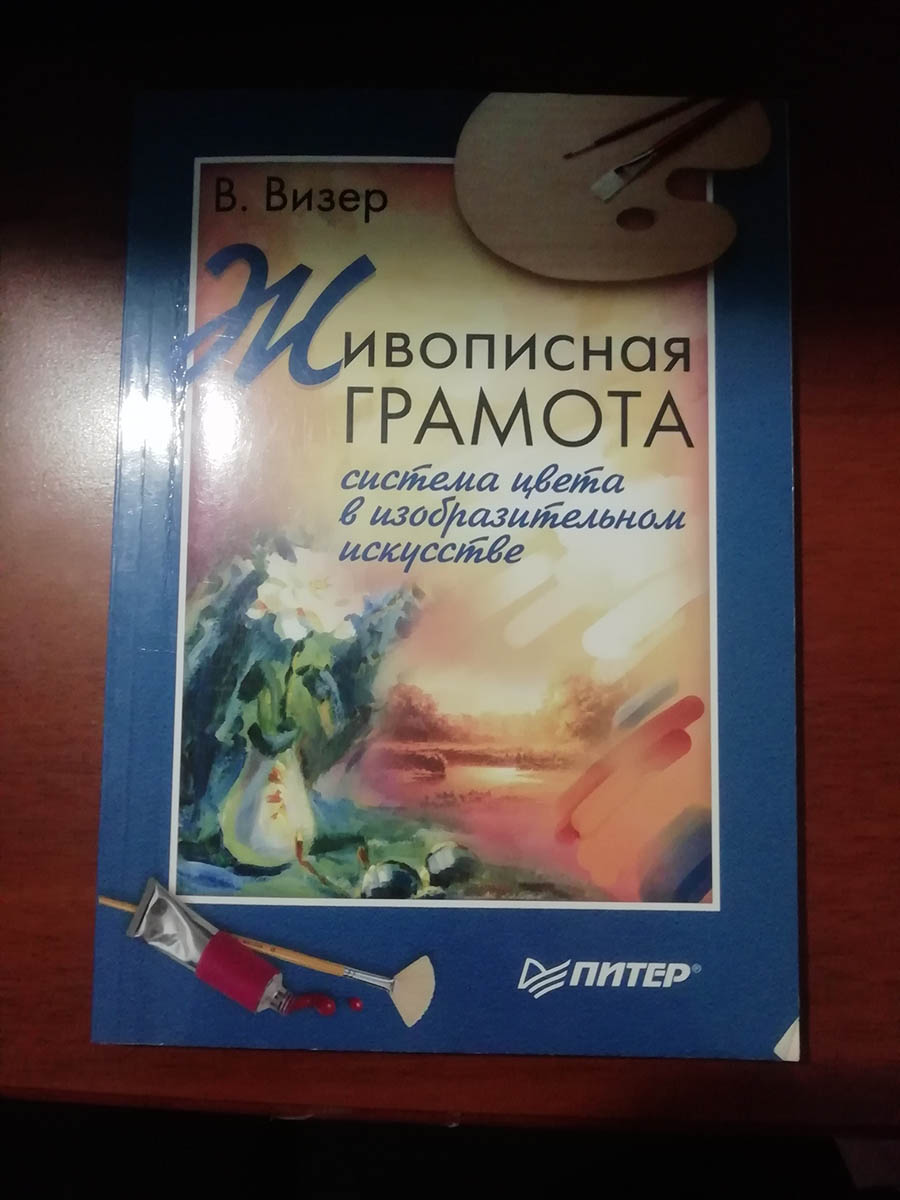 В. Визер
Живописная
ГРАМОТА
система цвета
в изобразительном
искусстве
ПИТЕР®